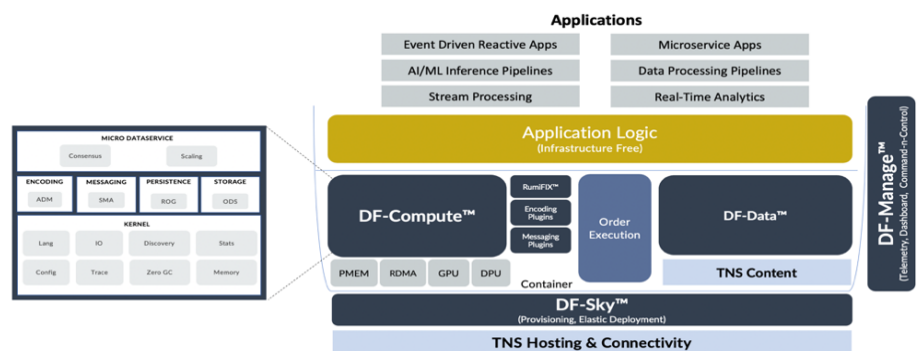 Applications
Event Driven Reactive Apps
Microservice Apps
AI/ML Inference Pipelines
Data Processing Pipelines
Stream Processing
Real-Time Analytics
Application Logic
(Infrastructure Free)
MICRO DATASERVICE
Consensus
Scaling
ENCODING
MESSAGING
PERSISTENCE
STORAGE
ADM
SMA
ROG
ODS
KERNEL
Lang
IO
Discovery
Stats
Config
Trace
Zero GC
Memory
DF-Compute™
RumiFIX™
Encoding
Plugins
Messaging
Plugins
Order
Execution
DF-Data™
PMEM
RDMA
GPU
DPU
Container
TNS Content
DF-Sky™
(Provisioning, Elastic Deployment)
TNS Hosting & Connectivity
DF-Manage™
(Telemetry, Dashboard, Command-n-Control)